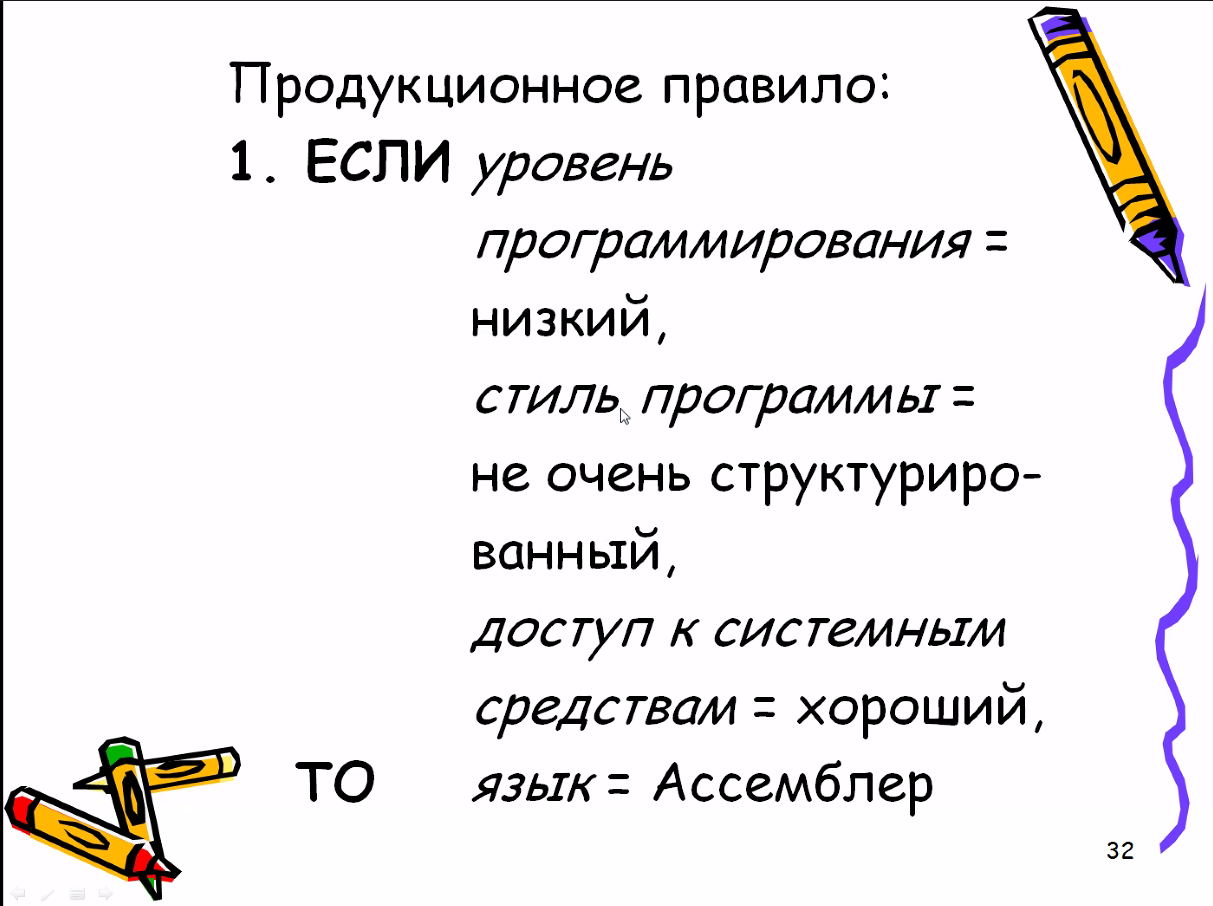 Продукционное правило:
1. ЕСЛИ уровень
программирования =
низкий,
стиль программы =
не очень структуриро-
ванный,
доступ к системным
средствам = хороший,
ТО язык = Ассемблер
32